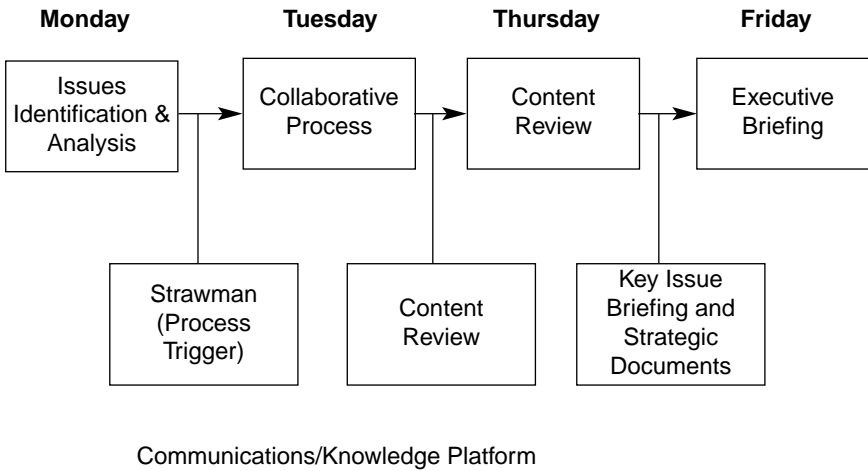 Monday
Tuesday
Thursday
Friday
Issues
Identification &
Analysis
Collaborative
Process
Content
Review
Executive
Briefing
Strawman
(Process
Trigger)
Content
Review
Key Issue
Briefing and
Strategic
Documents
Communications/Knowledge Platform